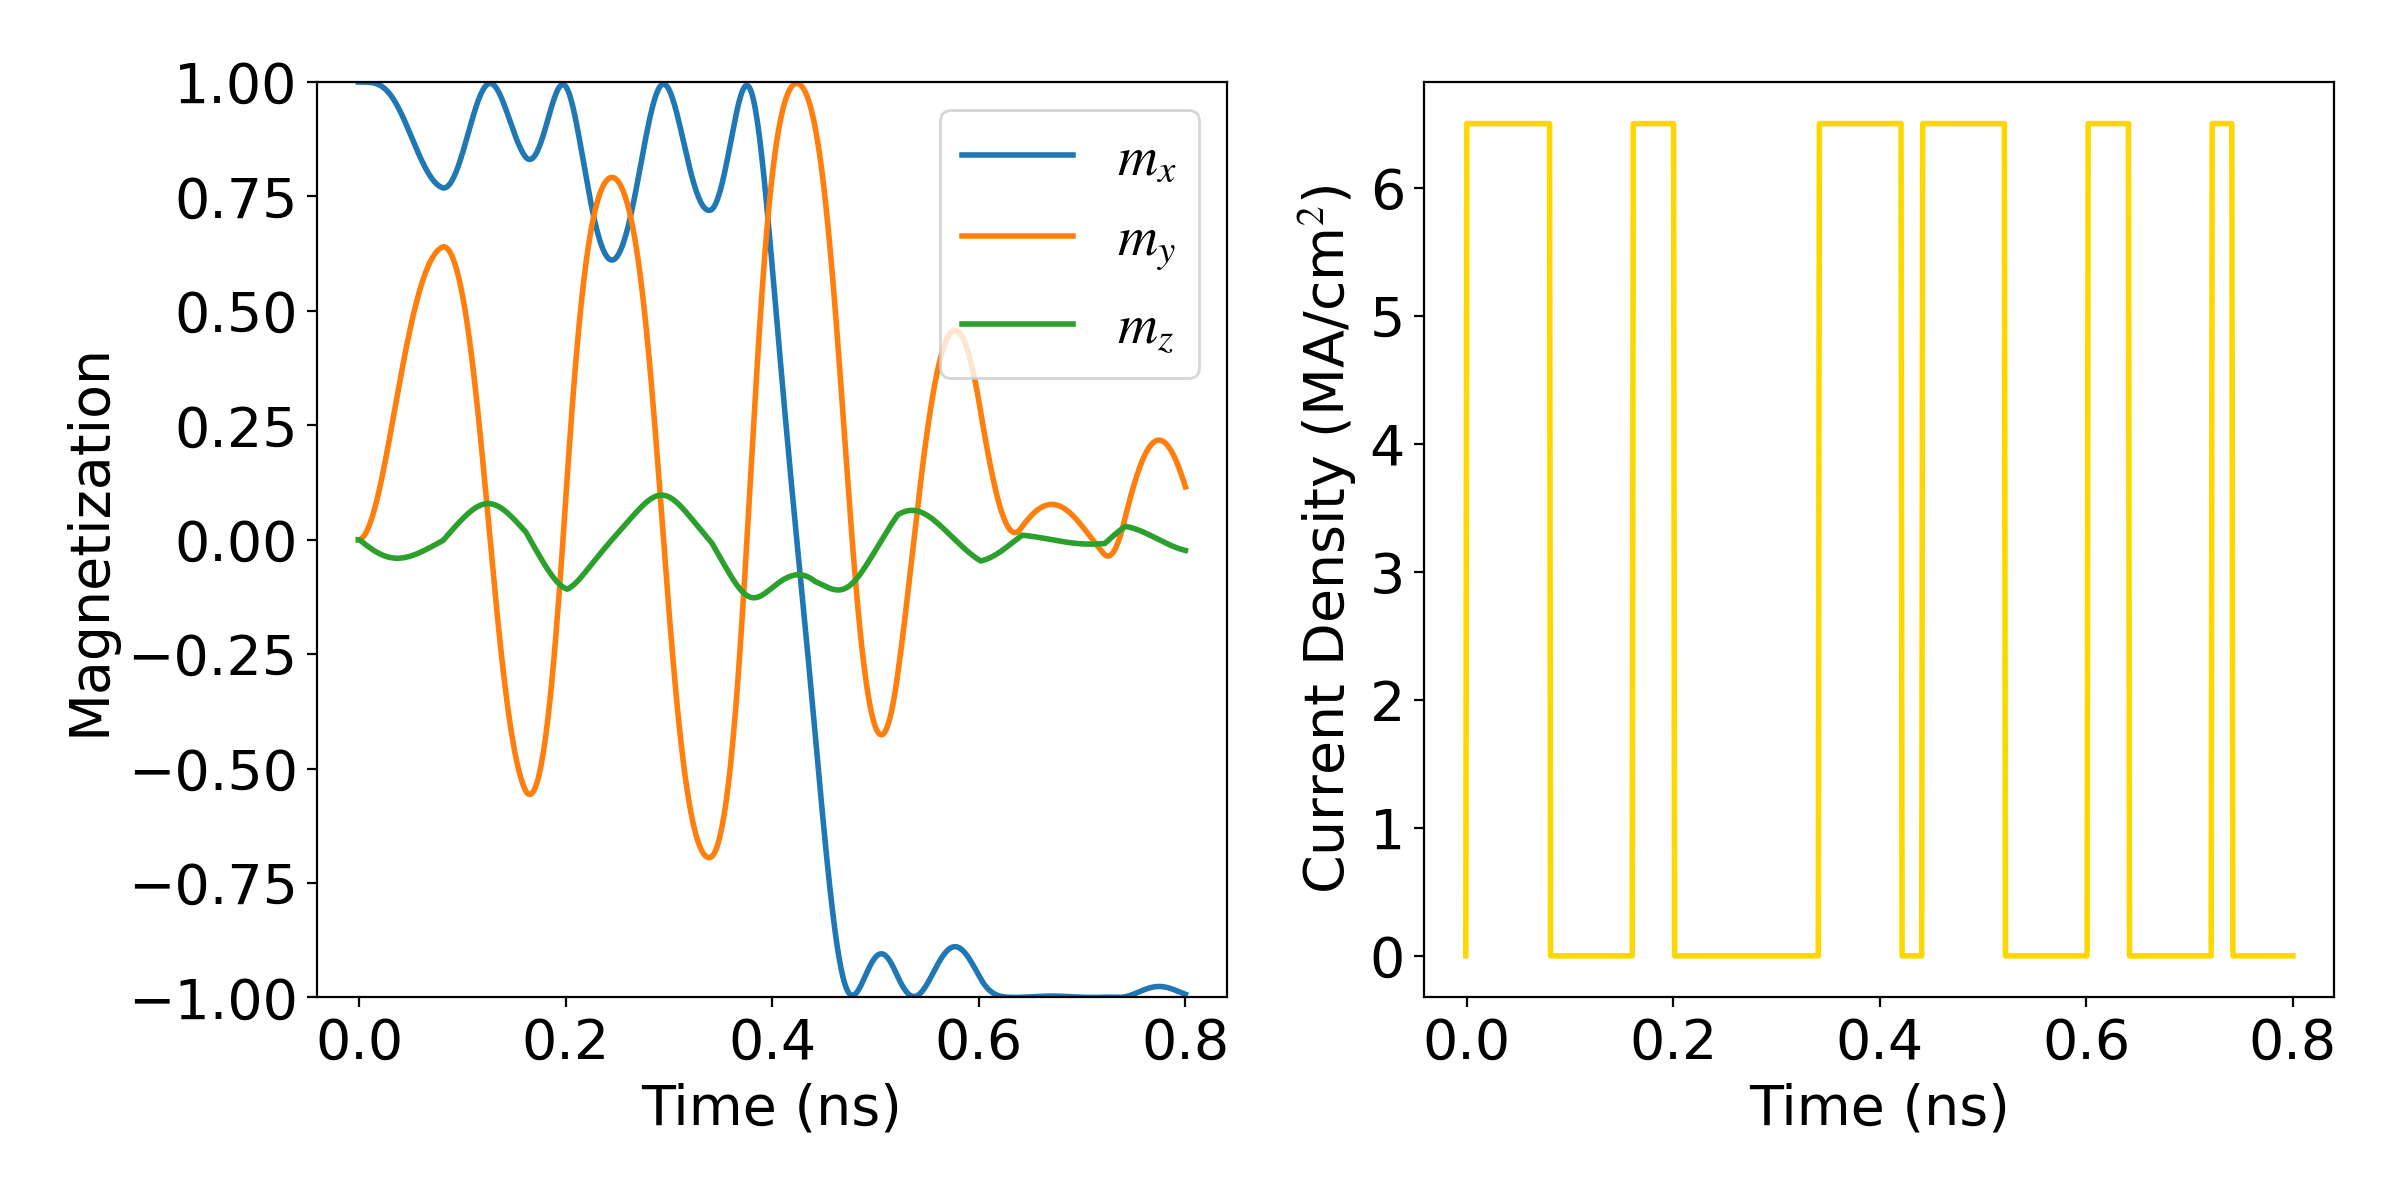 1.00
0.75
0.50
0.25
0.00
−0.25
−0.50
−0.75
−1.00
Magnetization
0.0 0.2 0.4 0.6 0.8
Time (ns)
m_x
m_y
m_z
6
5
4
3
2
1
0
Current Density (MA/cm²)
0.0 0.2 0.4 0.6 0.8
Time (ns)